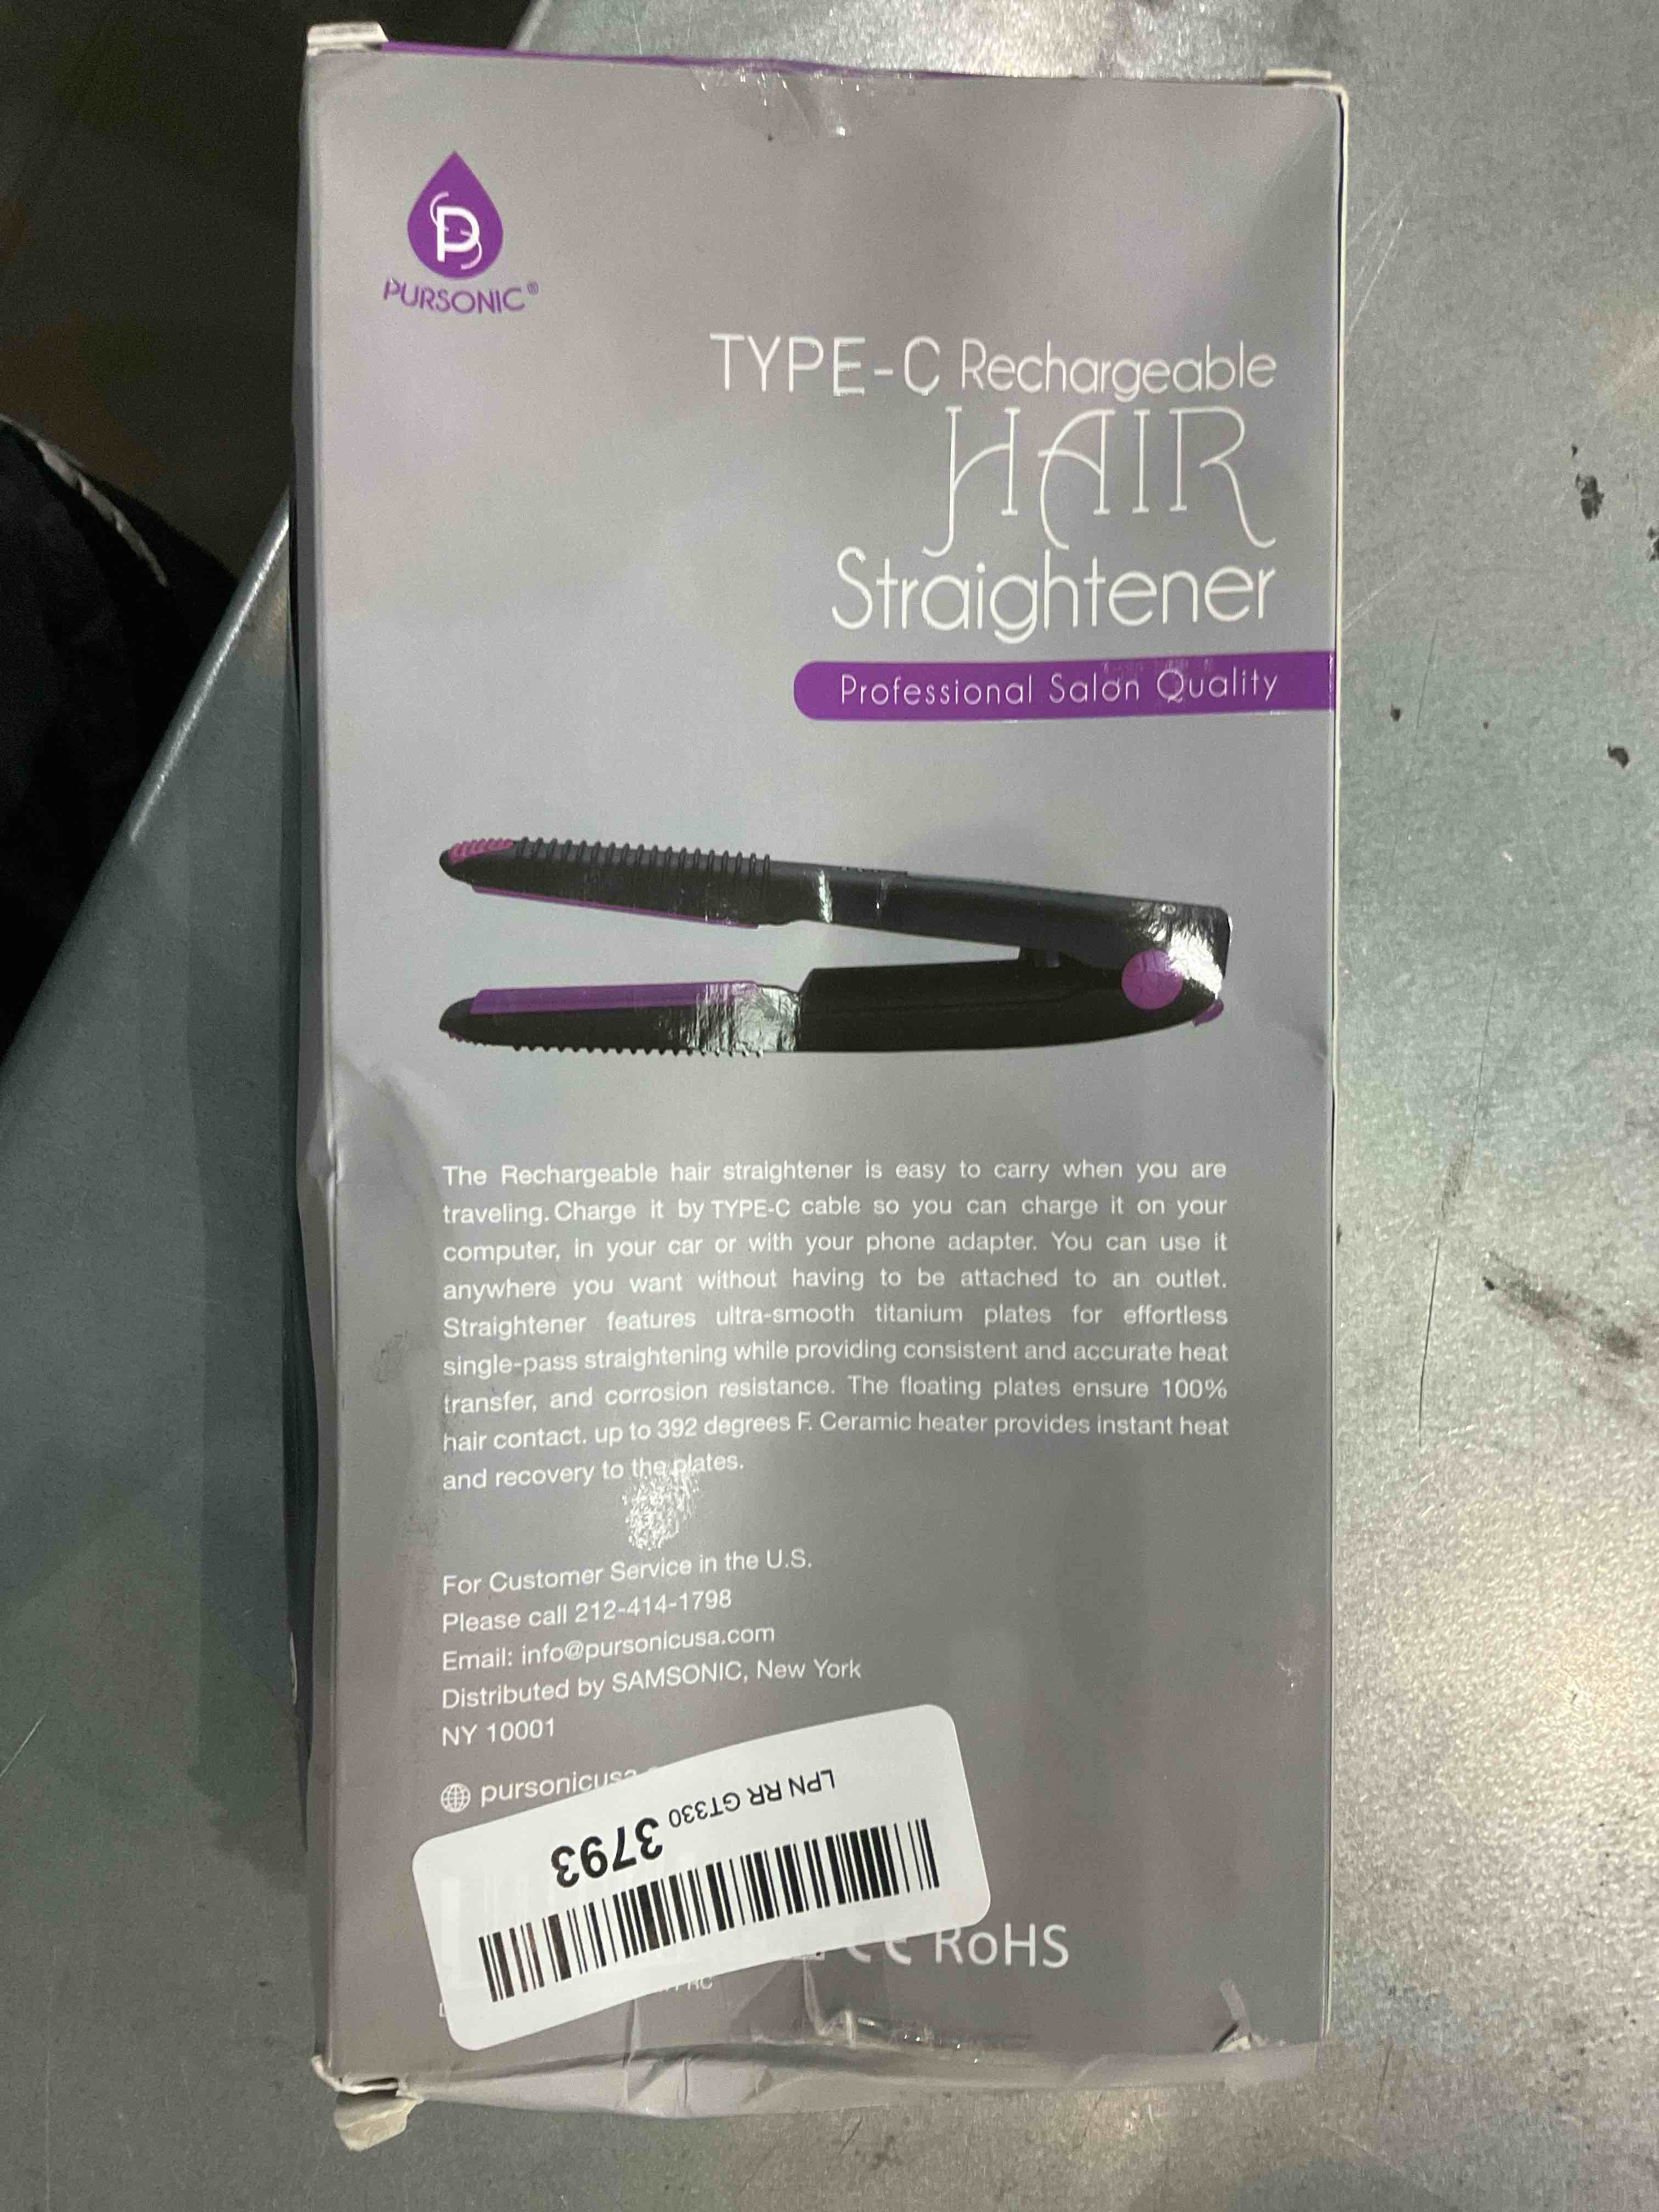 PURSONIC®
TYPE-C Rechargeable
HAIR
Straightener
Professional Salon Quality
The Rechargeable hair straightener is easy to carry when you are
traveling. Charge it by TYPE-C cable so you can charge it on your
computer, in your car or with your phone adapter. You can use it
anywhere you want without having to be attached to an outlet.
Straightener features ultra-smooth titanium plates for effortless
single-pass straightening while providing consistent and accurate heat
transfer, and corrosion resistance. The floating plates ensure 100%
hair contact. up to 392 degrees F. Ceramic heater provides instant heat
and recovery to the plates.
For Customer Service in the U.S.
Please call 212-414-1798
Email: info@pursonicusa.com
Distributed by SAMSONIC, New York
NY 10001
pursonicusa
LPN RR GT330 3793
CE RoHS